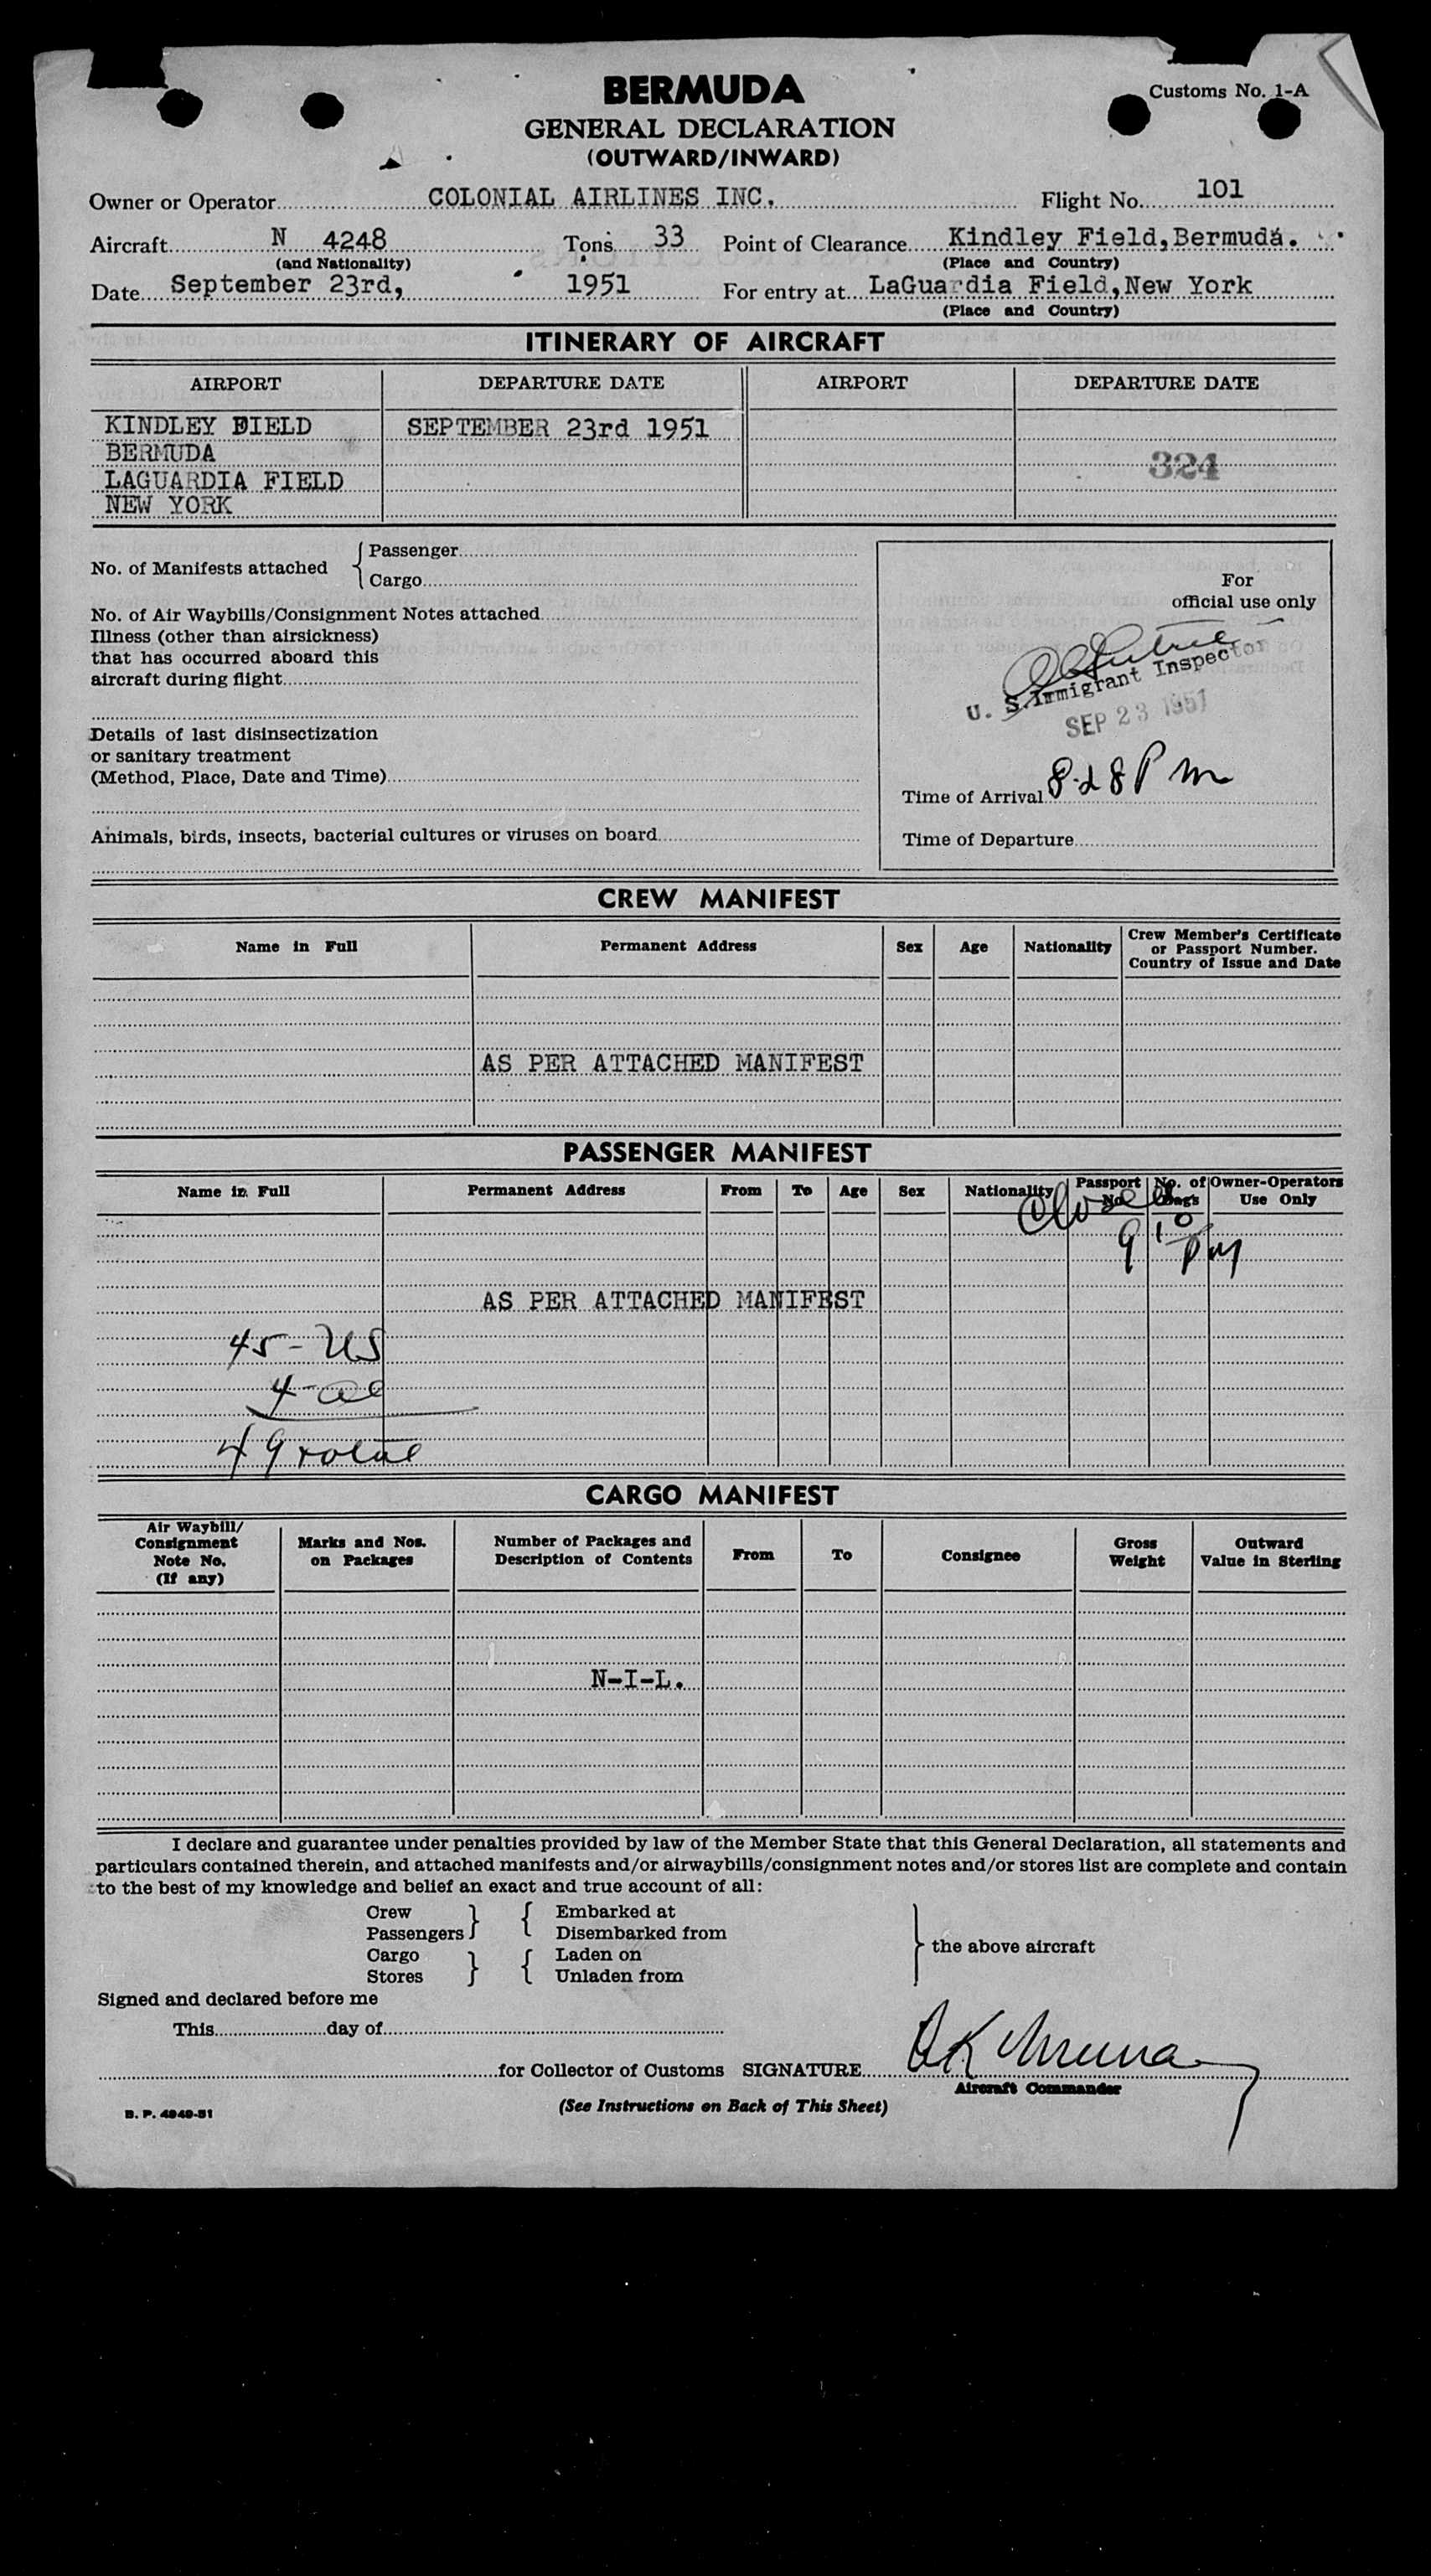 BERMUDA
Customs No. 1-A
GENERAL DECLARATION
(OUTWARD/INWARD)
Owner or Operator COLONIAL AIRLINES INC. Flight No. 101
Aircraft N 4248 Tons 33 Point of Clearance Kindley Field, Bermuda.
(and Nationality) (Place and Country)
Date September 23rd, 1951 For entry at LaGuardia Field, New York
(Place and Country)
ITINERARY OF AIRCRAFT
AIRPORT DEPARTURE DATE AIRPORT DEPARTURE DATE
KINDLEY FIELD SEPTEMBER 23rd 1951
BERMUDA
324
LAGUARDIA FIELD
NEW YORK
No. of Manifests attached { Passenger
Cargo
For
official use only
No. of Air Waybills/Consignment Notes attached
Illness (other than airsickness)
that has occurred aboard this
aircraft during flight
U. S. Immigrant Inspector
SEP 23 1951
Details of last disinsectization
or sanitary treatment
(Method, Place, Date and Time)
Time of Arrival 8·28 Pm
Animals, birds, insects, bacterial cultures or viruses on board
Time of Departure
CREW MANIFEST
Name in Full Permanent Address Sex Age Nationality Crew Member's Certificate
or Passport Number.
Country of Issue and Date
AS PER ATTACHED MANIFEST
PASSENGER MANIFEST
Name in Full Permanent Address From To Age Sex Nationality Passport No. No. of Bags Owner-Operators Use Only
Closed
9 10 pm
AS PER ATTACHED MANIFEST
45 - US
4 - al
49 total
CARGO MANIFEST
Air Waybill/
Consignment
Note No.
(If any)
Marks and Nos.
on Packages
Number of Packages and
Description of Contents
From To Consignee
Gross
Weight
Outward
Value in Sterling
N-I-L.
I declare and guarantee under penalties provided by law of the Member State that this General Declaration, all statements and
particulars contained therein, and attached manifests and/or airwaybills/consignment notes and/or stores list are complete and contain
to the best of my knowledge and belief an exact and true account of all:
Crew } { Embarked at
Passengers Disembarked from
} the above aircraft
Cargo } { Laden on
Stores Unladen from
Signed and declared before me
This day of
for Collector of Customs SIGNATURE
Aircraft Commander
(See Instructions on Back of This Sheet)
B. P. 4949-51